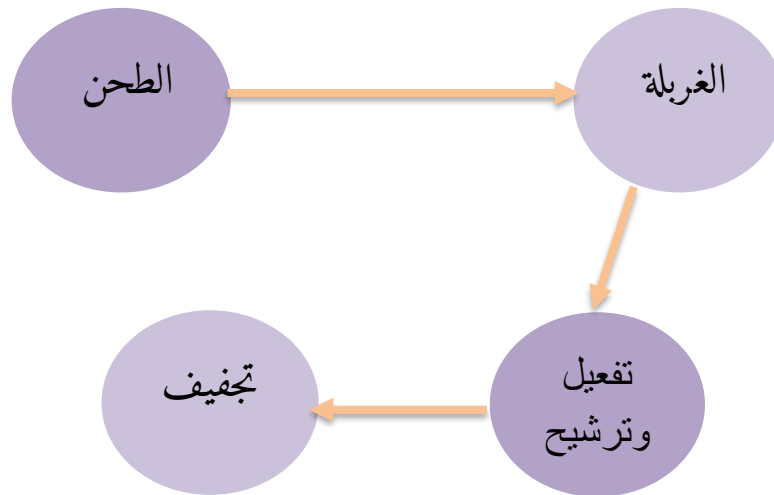 الطحن
الغربلة
تفعيل
وترشيح
تجفيف